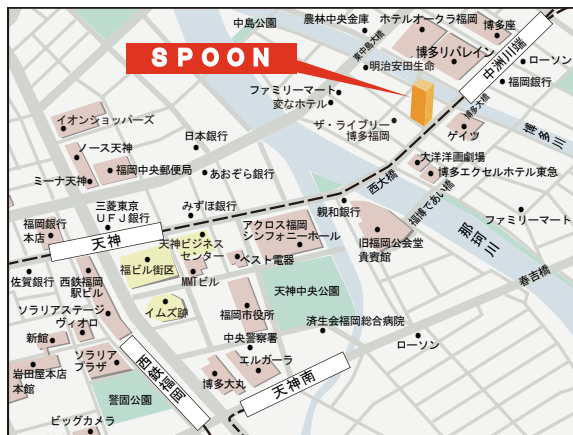 中島公園
農林中央金庫
ホテルオークラ福岡
博多座
東中島大橋
明治安田生命
博多リバレイン
中洲川端
ローソン
福岡銀行
SPOON
ファミリーマート
変なホテル
博多大橋
イオンショッパーズ
日本銀行
ザ・ライブリー
博多福岡
ゲイツ
博多川
ノース天神
福岡中央郵便局
あおぞら銀行
大洋洋画劇場
博多エクセルホテル東急
ミーナ天神
西大橋
福博であい橋
三菱東京
UFJ銀行
みずほ銀行
親和銀行
ファミリーマート
福岡銀行
本店
天神
天神ビジネス
センター
アクロス福岡
シンフォニーホール
旧福岡公会堂
貴賓館
那珂川
佐賀銀行
西鉄福岡
駅ビル
福ビル街区
MMTビル
ベスト電器
天神中央公園
春吉橋
ソラリアステージ
ヴィオロ
イムズ跡
福岡市役所
済生会福岡総合病院
新館
中央警察署
ローソン
岩田屋本店
本館
ソラリア
プラザ
西鉄福岡
エルガーラ
博多大丸
天神南
警固公園
ビッグカメラ